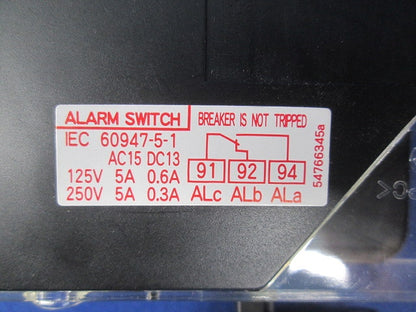 ALARM SWITCH
BREAKER IS NOT TRIPPED
IEC 60947-5-1
AC15 DC13
125V 5A 0.6A
250V 5A 0.3A
91 92 94
ALc ALb ALa
54766345a